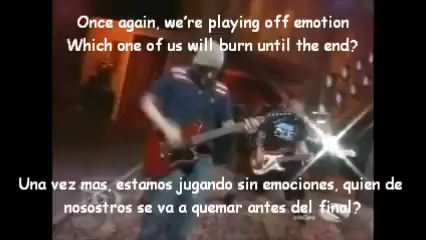 Once again, we're playing off emotion
Which one of us will burn until the end?
Una vez mas, estamos jugando sin emociones, quien de
nosostros se va a quemar antes del final?